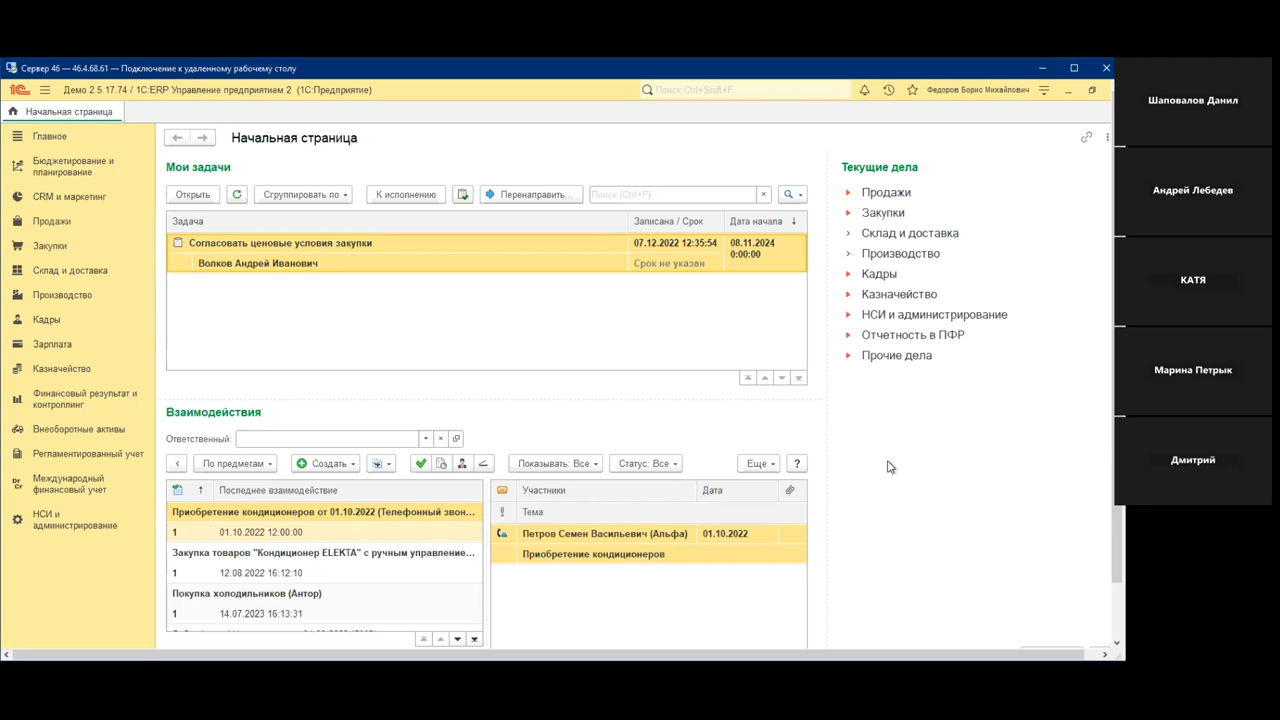 Сервер 46 — 46.4.68.61 — Подключение к удаленному рабочему столу
Демо 2.5.17.74 / 1С:ERP Управление предприятием 2 (1С:Предприятие)
Поиск Ctrl+Shift+F
Федоров Борис Михайлович
Начальная страница
Главное
Бюджетирование и
планирование
CRM и маркетинг
Продажи
Закупки
Склад и доставка
Производство
Кадры
Зарплата
Казначейство
Финансовый результат и
контроллинг
Внеоборотные активы
Регламентированный учет
Международный
финансовый учет
НСИ и
администрирование
Начальная страница
Мои задачи
Открыть
Сгруппировать по
К исполнению
Перенаправить...
Поиск (Ctrl+F)
Задача
Записана / Срок
Дата начала
Согласовать ценовые условия закупки
07.12.2022 12:35:54
08.11.2024
0:00:00
Волков Андрей Иванович
Срок не указан
Взаимодействия
Ответственный:
По предметам
Создать
Показывать: Все
Статус: Все
Еще
?
Последнее взаимодействие
Приобретение кондиционеров от 01.10.2022 (Телефонный звон...
1 01.10.2022 12:00:00
Закупка товаров "Кондиционер ELEKTA" с ручным управление...
1 12.08.2022 16:12:10
Покупка холодильников (Антор)
1 14.07.2023 16:13:31
Участники
Дата
Тема
Петров Семен Васильевич (Альфа)
01.10.2022
Приобретение кондиционеров
Текущие дела
Продажи
Закупки
Склад и доставка
Производство
Кадры
Казначейство
НСИ и администрирование
Отчетность в ПФР
Прочие дела
Шаповалов Данил
Андрей Лебедев
КАТЯ
Марина Петрык
Дмитрий